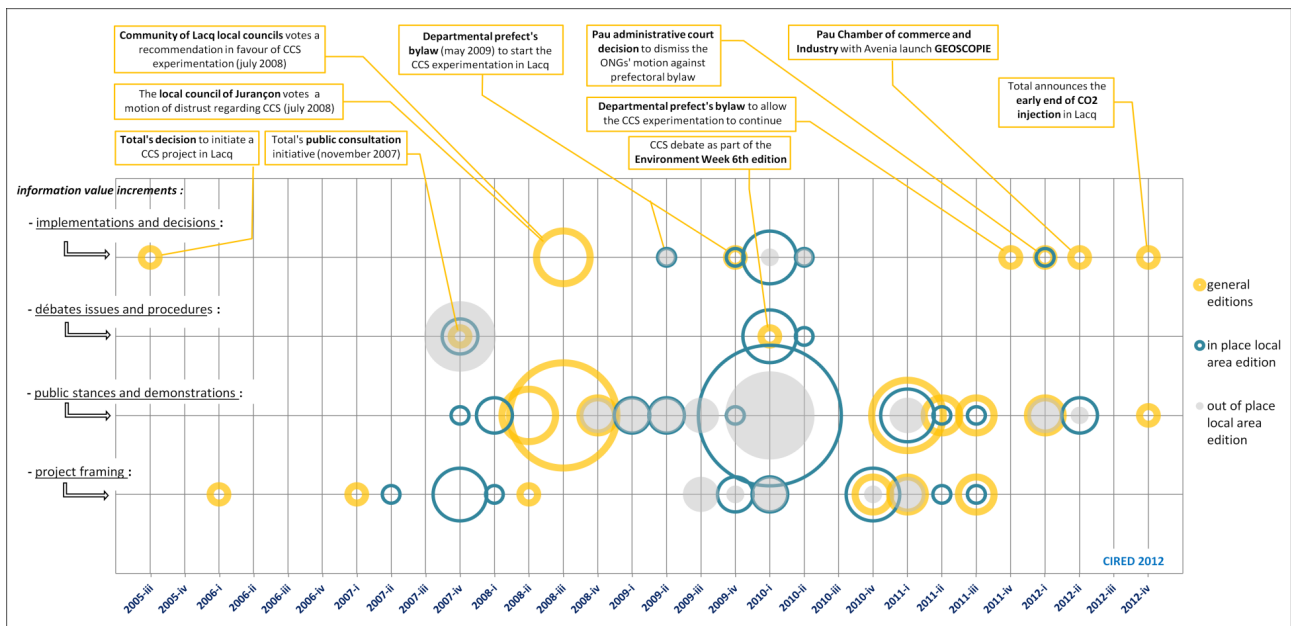 Community of Lacq local councils votes a
recommendation in favour of CCS
experimentation (july 2008)
Departmental prefect's
bylaw (may 2009) to start the
CCS experimentation in Lacq
Pau administrative court
decision to dismiss the
ONGs' motion against
prefectoral bylaw
Pau Chamber of commerce and
Industry with Avenia launch GEOSCOPIE
The local council of Jurançon votes a
motion of distrust regarding CCS (july 2008)
Departmental prefect's bylaw to allow
the CCS experimentation to continue
Total announces the
early end of CO2
injection in Lacq
Total's decision to initiate a
CCS project in Lacq
Total's public consultation
initiative (november 2007)
CCS debate as part of the
Environment Week 6th edition
information value increments :
- implementations and decisions :
- débates issues and procedures :
- public stances and demonstrations :
- project framing :
general
editions
in place local
area edition
out of place
local area
edition
CIRED 2012
2005-iii
2005-iv
2006-i
2006-ii
2006-iii
2006-iv
2007-i
2007-ii
2007-iii
2007-iv
2008-i
2008-ii
2008-iii
2008-iv
2009-i
2009-ii
2009-iii
2009-iv
2010-i
2010-ii
2010-iii
2010-iv
2011-i
2011-ii
2011-iii
2011-iv
2012-i
2012-ii
2012-iii
2012-iv